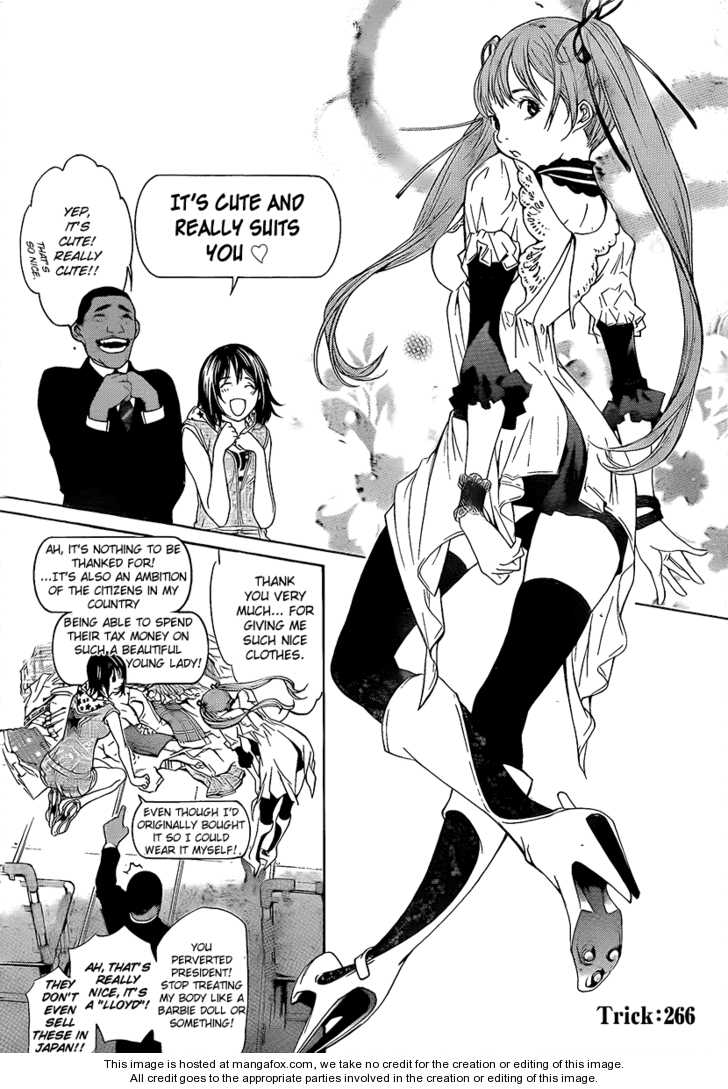 YEP,
IT'S
CUTE!
REALLY
CUTE!!
THAT'S
SO NICE.
IT'S CUTE AND
REALLY SUITS
YOU ♡
AH, IT'S NOTHING TO BE
THANKED FOR!
...IT'S ALSO AN AMBITION
OF THE CITIZENS IN MY
COUNTRY
BEING ABLE TO SPEND
THEIR TAX MONEY ON
SUCH A BEAUTIFUL
YOUNG LADY!
THANK
YOU VERY
MUCH... FOR
GIVING ME
SUCH NICE
CLOTHES.
EVEN THOUGH I'D
ORIGINALLY BOUGHT
IT SO I COULD
WEAR IT MYSELF!
YOU
PERVERTED
PRESIDENT!
STOP TREATING
MY BODY LIKE A
BARBIE DOLL OR
SOMETHING!
AH, THAT'S
REALLY
NICE, IT'S
A "LLOYD"!
THEY
DON'T
EVEN
SELL
THESE IN
JAPAN!!
Trick:266
This image is hosted at mangafox.com, we take no credit for the creation or editing of this image.
All credit goes to the appropriate parties involved in the creation or editing of this image.